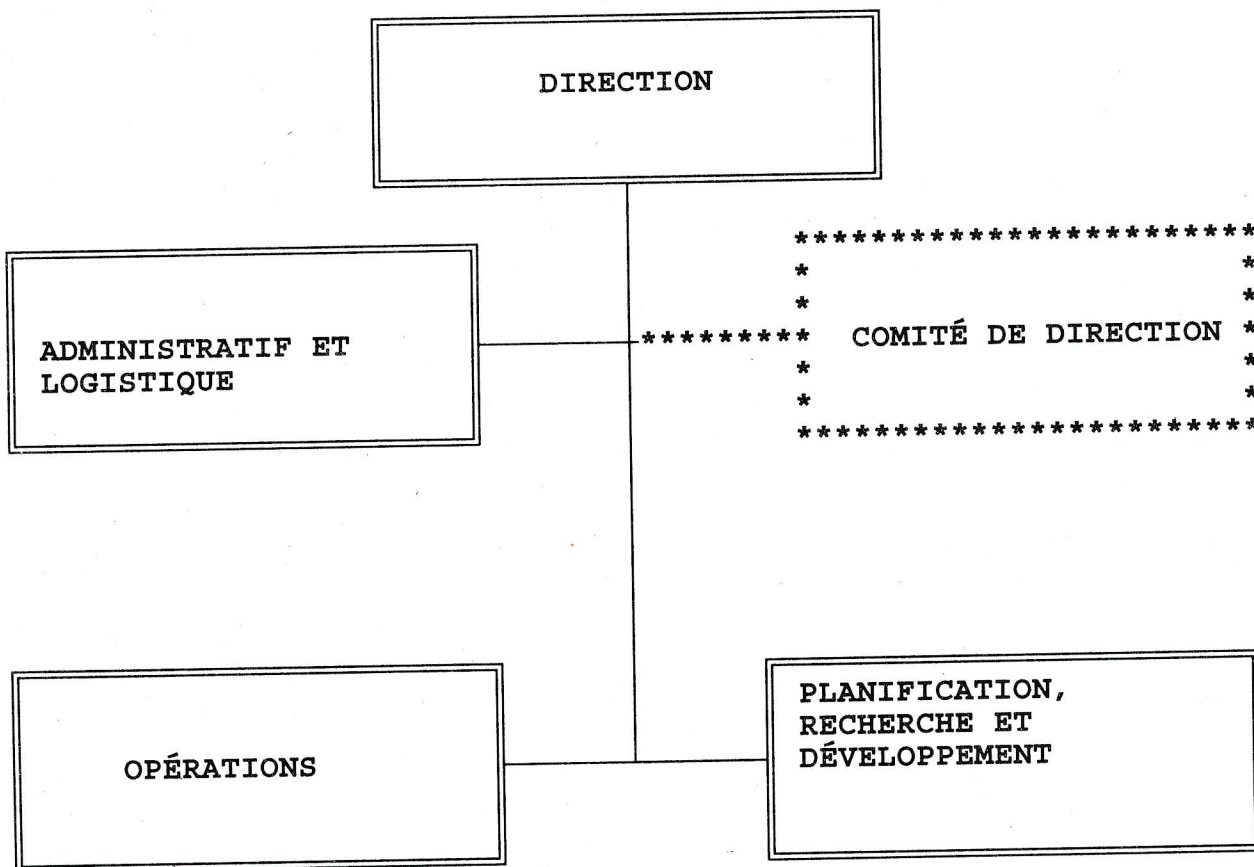 DIRECTION
ADMINISTRATIF ET
LOGISTIQUE
COMITÉ DE DIRECTION
OPÉRATIONS
PLANIFICATION,
RECHERCHE ET
DÉVELOPPEMENT